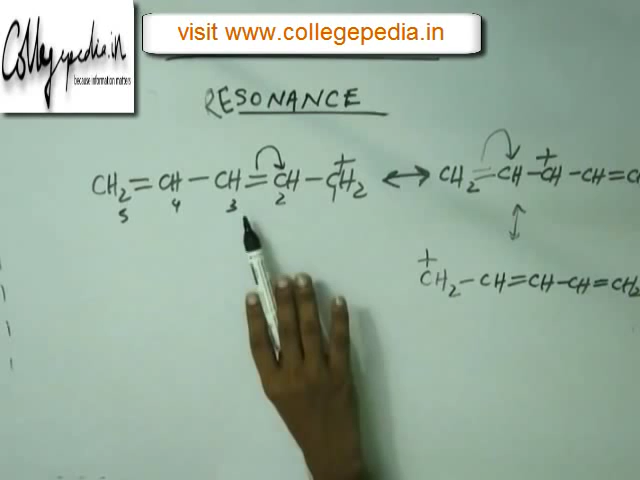 Collegepedia.in
because information matters
visit www.collegepedia.in
RESONANCE
CH2=CH-CH=CH-CH2+ ↔ CH2=CH-CH+-CH=C
5 4 3 2 1
↕
+CH2-CH=CH-CH=CH2